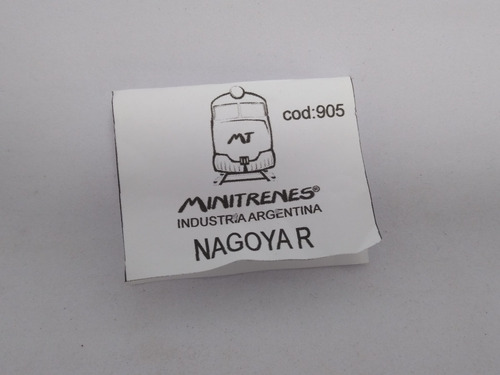 cod:905
MT
MINITRENES®
INDUSTRIA ARGENTINA
NAGOYA R